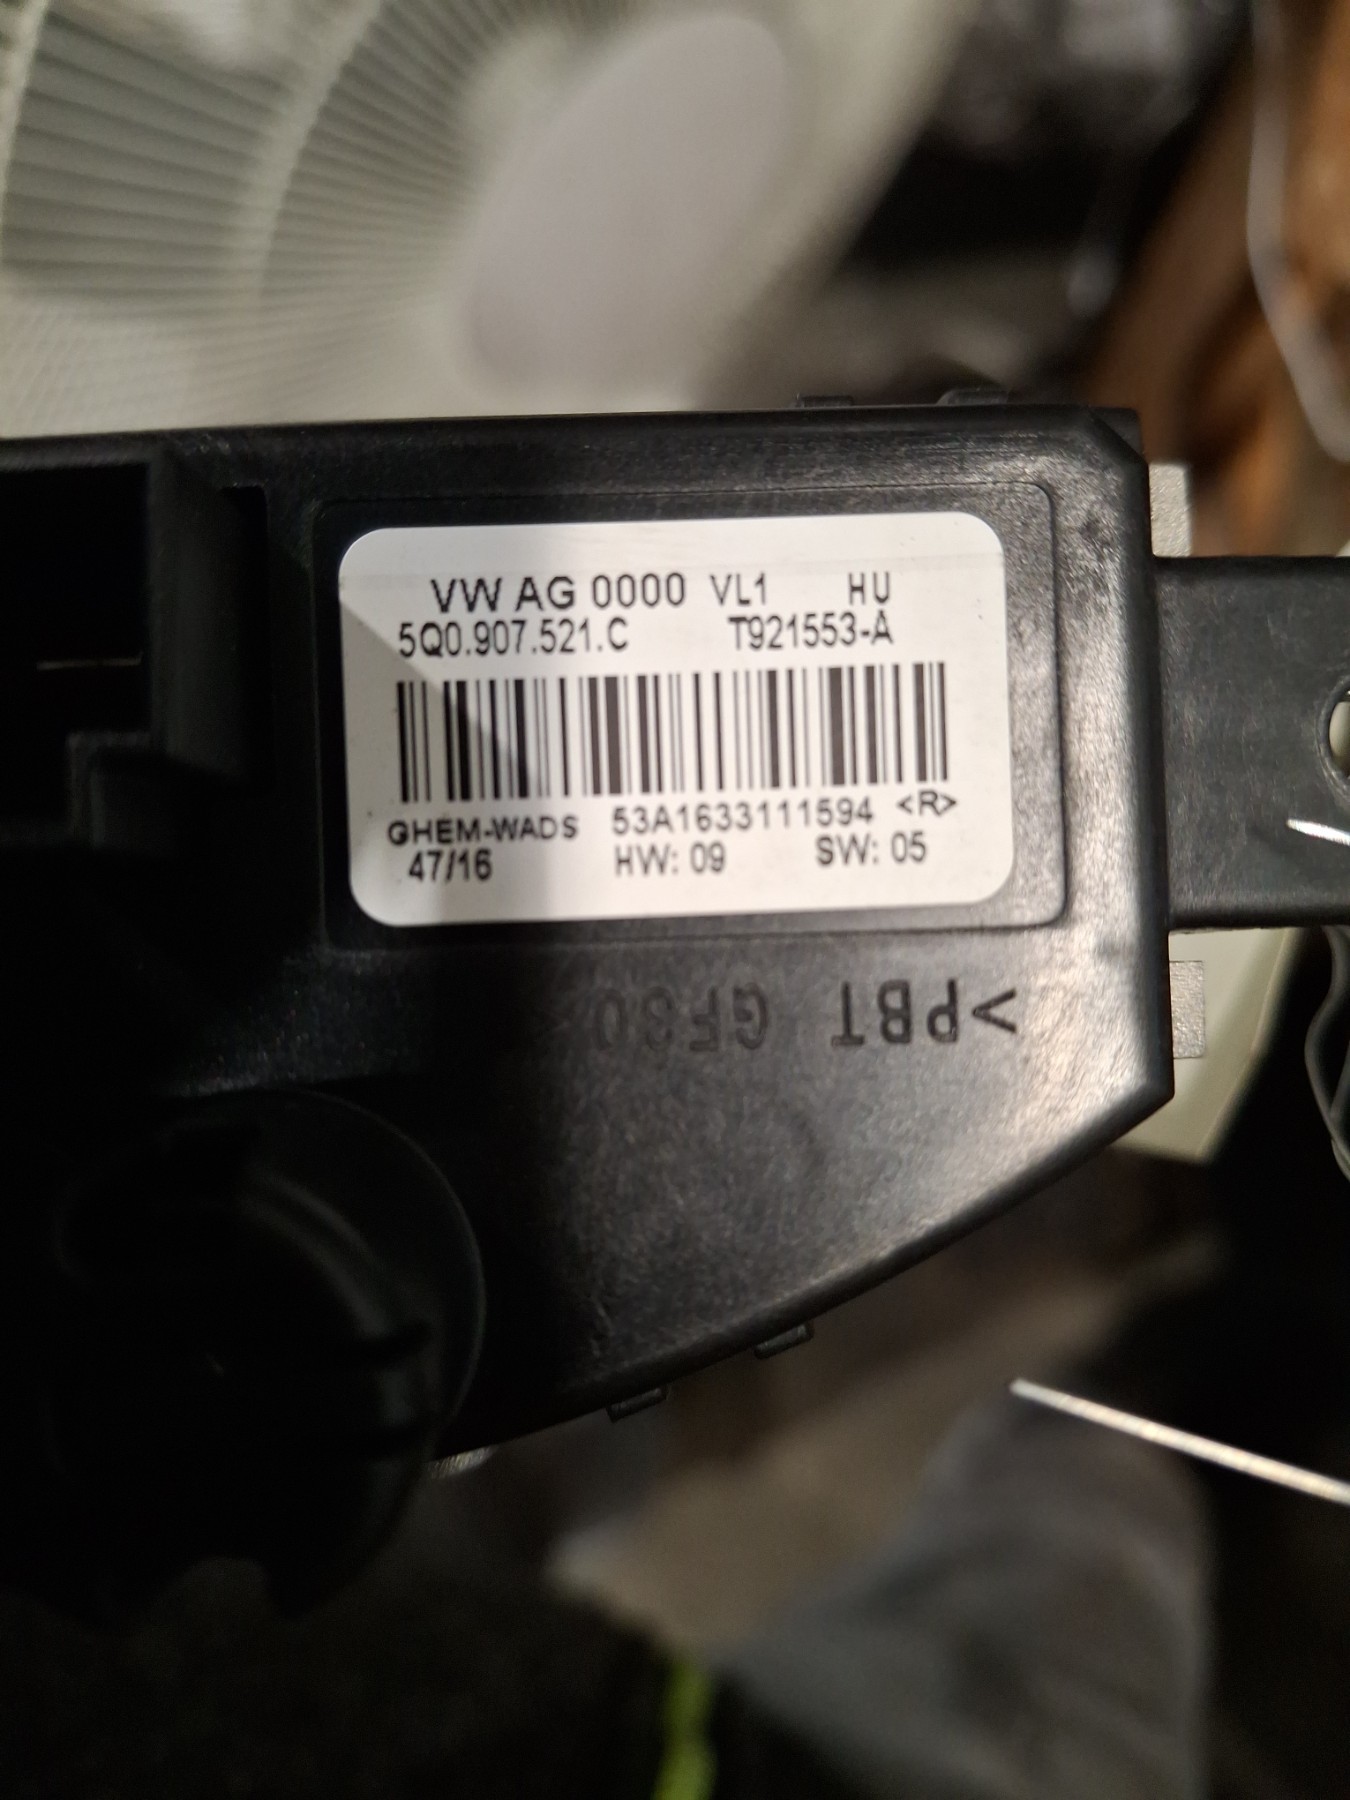 VW AG 0000 VL1 HU
5Q0.907.521.C T921553-A
GHEM-WADS 53A1633111594 <R>
47/16 HW: 09 SW: 05
>PBT GF30